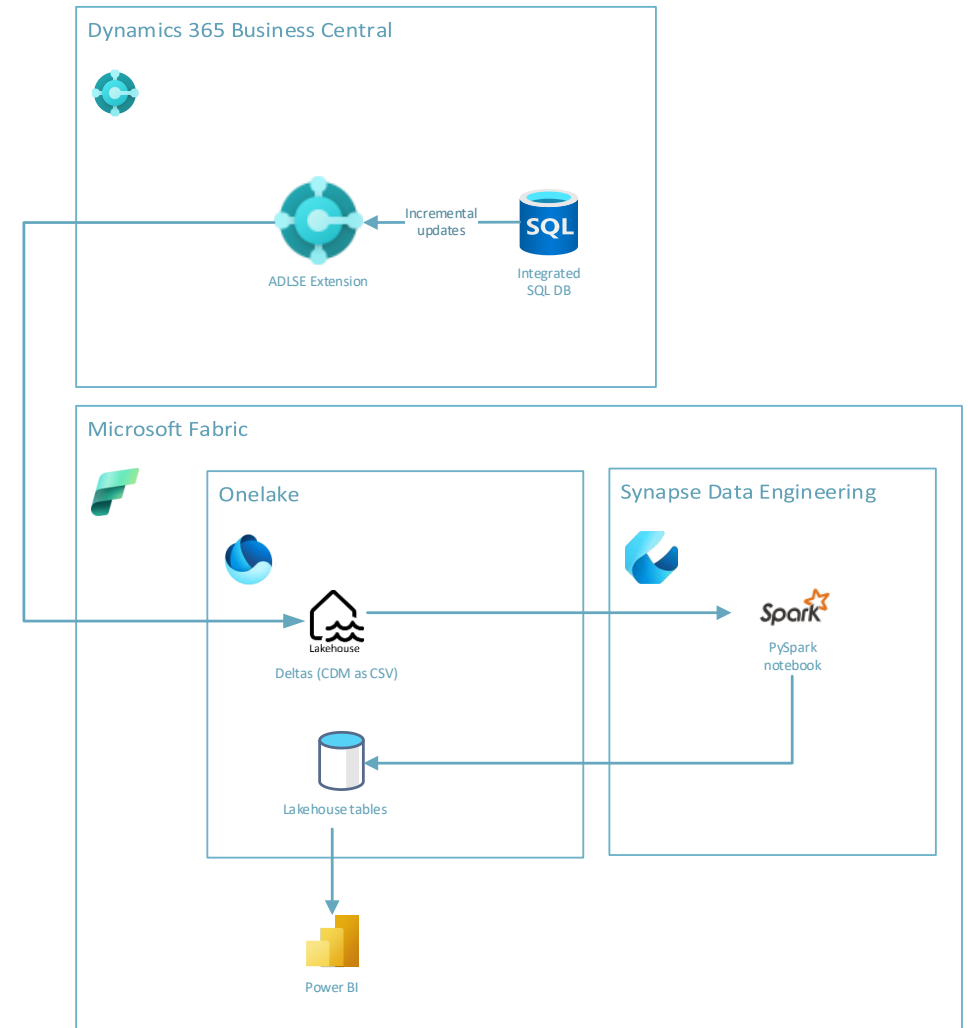 Dynamics 365 Business Central
Incremental
updates
SQL
ADLSE Extension
Integrated
SQL DB
Microsoft Fabric
Onelake
Synapse Data Engineering
Spark
Lakehouse
PySpark
notebook
Deltas (CDM as CSV)
Lakehouse tables
Power BI